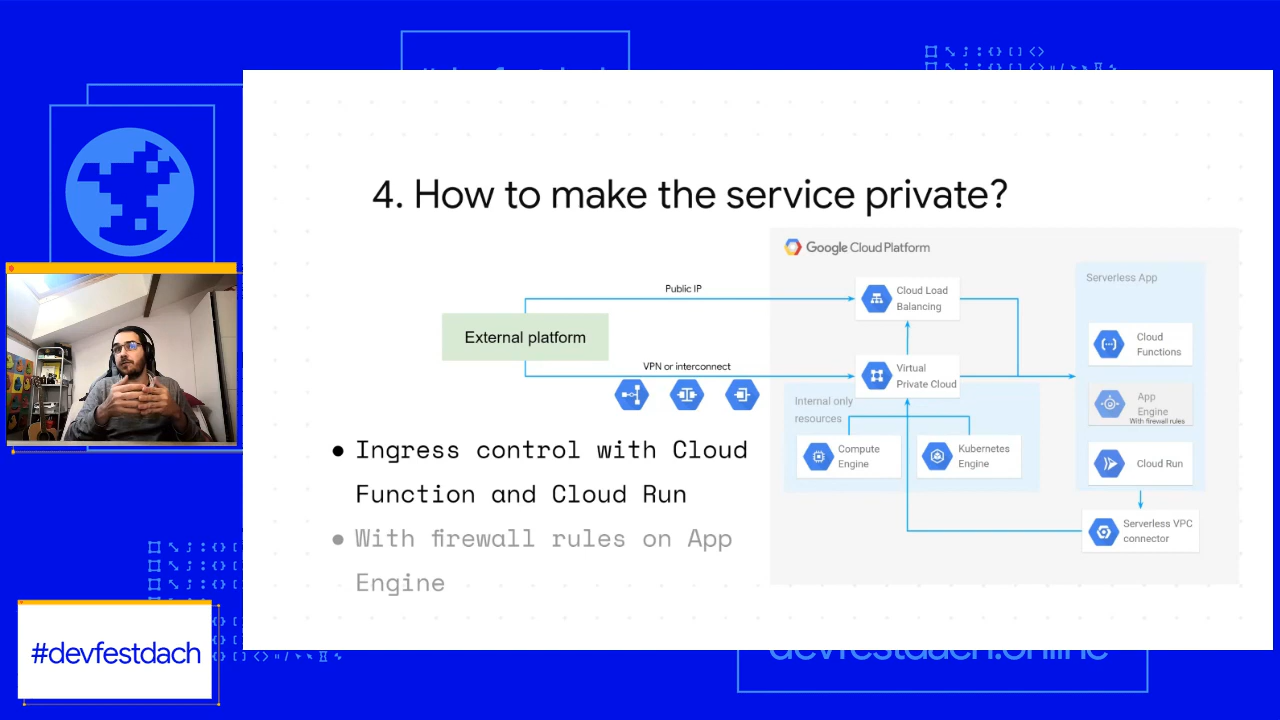 4. How to make the service private?
Google Cloud Platform
Public IP
Cloud Load
Balancing
Serverless App
External platform
Cloud
Functions
VPN or interconnect
Virtual
Private Cloud
App
Engine
With firewall rules
Internal only
resources
Compute
Engine
Kubernetes
Engine
Cloud Run
Serverless VPC
connector
● Ingress control with Cloud
Function and Cloud Run
● With firewall rules on App
Engine
#devfestdach
devfestdach.online